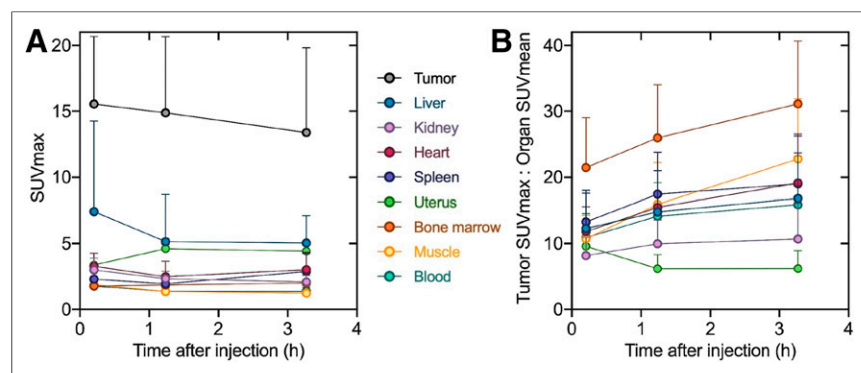 A
SUVmax
20
15
10
5
0
0 1 2 3 4
Time after injection (h)
Tumor
Liver
Kidney
Heart
Spleen
Uterus
Bone marrow
Muscle
Blood
B
Tumor SUVmax : Organ SUVmean
40
30
20
10
0
0 1 2 3 4
Time after injection (h)